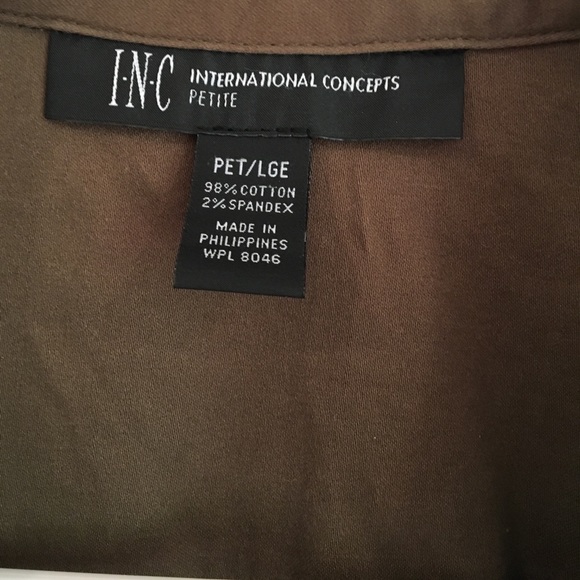 I·N·C INTERNATIONAL CONCEPTS
PETITE
PET/LGE
98% COTTON
2% SPANDEX
MADE IN
PHILIPPINES
WPL 8046